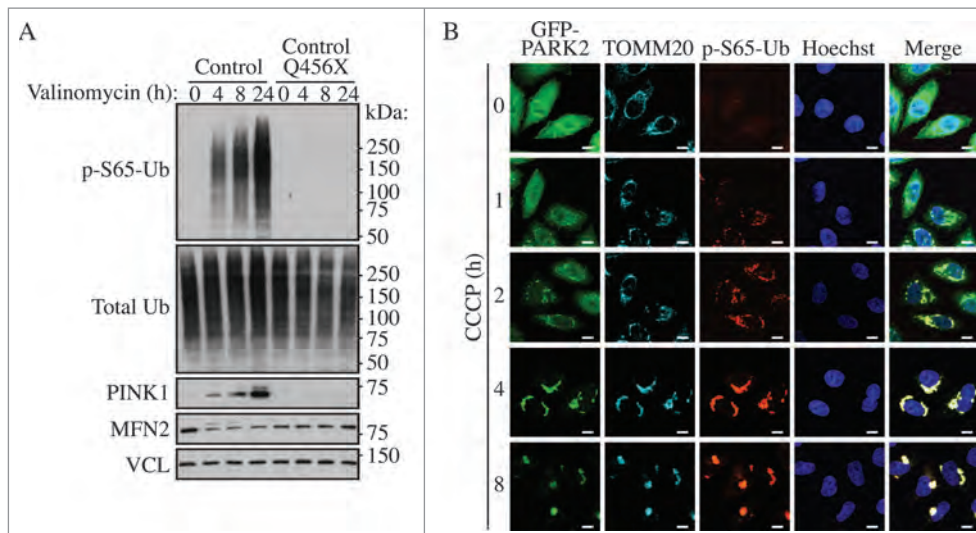 A
Control
Control Q456X
Valinomycin (h): 0 4 8 24 0 4 8 24 kDa:
p-S65-Ub
250
150
100
75
50
Total Ub
250
150
100
75
50
PINK1
75
MFN2
75
VCL
150
B
GFP-PARK2 TOMM20 p-S65-Ub Hoechst Merge
CCCP (h)
0
1
2
4
8